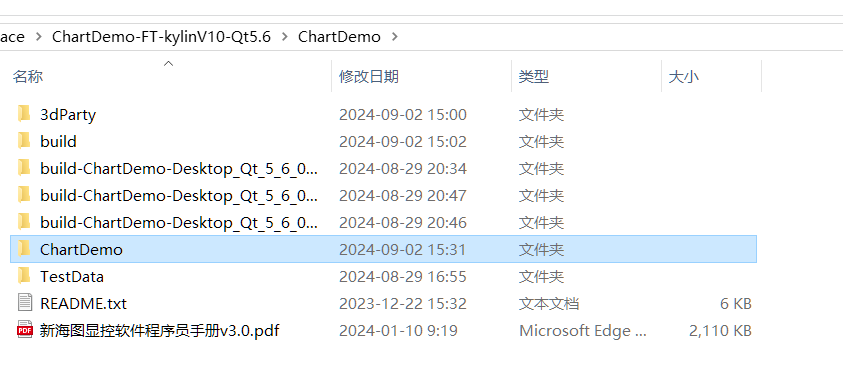 ace > ChartDemo-FT-kylinV10-Qt5.6 > ChartDemo >
名称 修改日期 类型 大小
3dParty 2024-09-02 15:00 文件夹
build 2024-09-02 15:02 文件夹
build-ChartDemo-Desktop_Qt_5_6_0... 2024-08-29 20:34 文件夹
build-ChartDemo-Desktop_Qt_5_6_0... 2024-08-29 20:47 文件夹
build-ChartDemo-Desktop_Qt_5_6_0... 2024-08-29 20:46 文件夹
ChartDemo 2024-09-02 15:31 文件夹
TestData 2024-08-29 16:55 文件夹
README.txt 2023-12-22 15:32 文本文档 6 KB
PDF 新海图显控软件程序员手册v3.0.pdf 2024-01-10 9:19 Microsoft Edge ... 2,110 KB